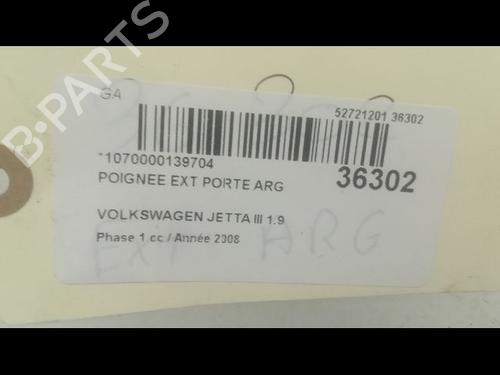 B-PARTS
GA
52721201 36302
*1070000139704
POIGNEE EXT PORTE ARG
36302
VOLKSWAGEN JETTA III 1.9
Phase 1 cc / Année 2008
EXT ARG